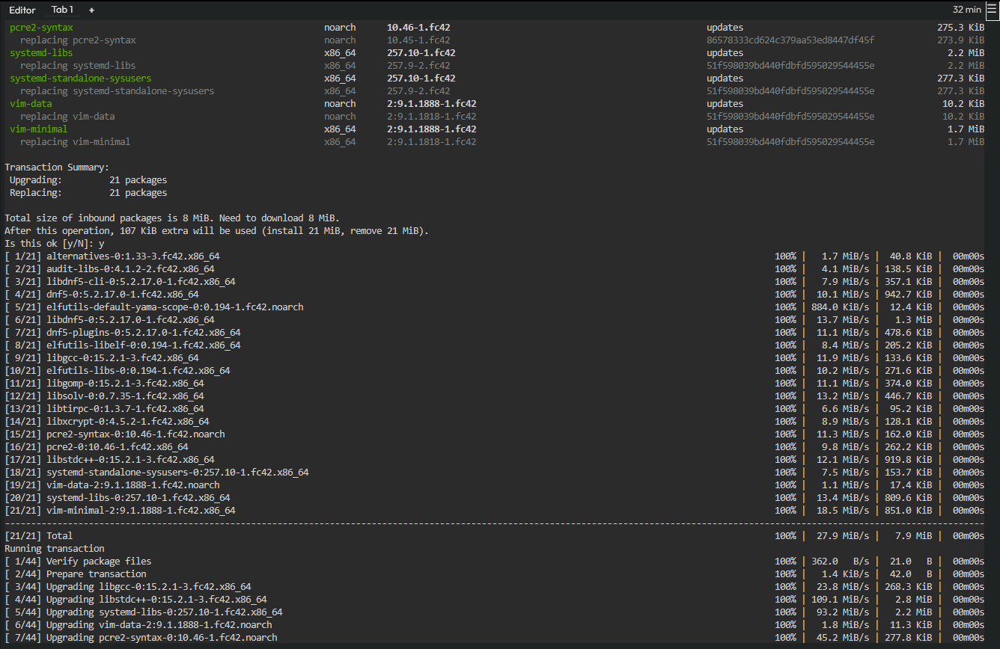 Editor Tab 1 + 32 min
pcre2-syntax noarch 10.46-1.fc42 updates 275.3 KiB
replacing pcre2-syntax noarch 10.45-1.fc42 86578333cd624c379aa53ed8447df45f 273.9 KiB
systemd-libs x86_64 257.10-1.fc42 updates 2.2 MiB
replacing systemd-libs x86_64 257.9-2.fc42 51f598039bd440fdbfd595029544455e 2.2 MiB
systemd-standalone-sysusers x86_64 257.10-1.fc42 updates 277.3 KiB
replacing systemd-standalone-sysusers x86_64 257.9-2.fc42 51f598039bd440fdbfd595029544455e 277.3 KiB
vim-data noarch 2:9.1.1888-1.fc42 updates 10.2 KiB
replacing vim-data noarch 2:9.1.1818-1.fc42 51f598039bd440fdbfd595029544455e 10.2 KiB
vim-minimal x86_64 2:9.1.1888-1.fc42 updates 1.7 MiB
replacing vim-minimal x86_64 2:9.1.1818-1.fc42 51f598039bd440fdbfd595029544455e 1.7 MiB
Transaction Summary:
Upgrading: 21 packages
Replacing: 21 packages
Total size of inbound packages is 8 MiB. Need to download 8 MiB.
After this operation, 107 KiB extra will be used (install 21 MiB, remove 21 MiB).
Is this ok [y/N]: y
[ 1/21] alternatives-0:1.33-3.fc42.x86_64 100% | 1.7 MiB/s | 40.8 KiB | 00m00s
[ 2/21] audit-libs-0:4.1.2-2.fc42.x86_64 100% | 4.1 MiB/s | 138.5 KiB | 00m00s
[ 3/21] libdnf5-cli-0:5.2.17.0-1.fc42.x86_64 100% | 7.9 MiB/s | 357.1 KiB | 00m00s
[ 4/21] dnf5-0:5.2.17.0-1.fc42.x86_64 100% | 10.1 MiB/s | 942.7 KiB | 00m00s
[ 5/21] elfutils-default-yama-scope-0:0.194-1.fc42.noarch 100% | 884.0 KiB/s | 12.4 KiB | 00m00s
[ 6/21] libdnf5-0:5.2.17.0-1.fc42.x86_64 100% | 13.7 MiB/s | 1.3 MiB | 00m00s
[ 7/21] dnf5-plugins-0:5.2.17.0-1.fc42.x86_64 100% | 11.1 MiB/s | 478.6 KiB | 00m00s
[ 8/21] elfutils-libelf-0:0.194-1.fc42.x86_64 100% | 8.4 MiB/s | 205.2 KiB | 00m00s
[ 9/21] libgcc-0:15.2.1-3.fc42.x86_64 100% | 11.9 MiB/s | 133.6 KiB | 00m00s
[10/21] elfutils-libs-0:0.194-1.fc42.x86_64 100% | 10.2 MiB/s | 271.6 KiB | 00m00s
[11/21] libgomp-0:15.2.1-3.fc42.x86_64 100% | 11.1 MiB/s | 374.0 KiB | 00m00s
[12/21] libsolv-0:0.7.35-1.fc42.x86_64 100% | 13.2 MiB/s | 446.7 KiB | 00m00s
[13/21] libtirpc-0:1.3.7-1.fc42.x86_64 100% | 6.6 MiB/s | 95.2 KiB | 00m00s
[14/21] libxcrypt-0:4.5.2-1.fc42.x86_64 100% | 8.9 MiB/s | 128.1 KiB | 00m00s
[15/21] pcre2-syntax-0:10.46-1.fc42.noarch 100% | 11.3 MiB/s | 162.0 KiB | 00m00s
[16/21] pcre2-0:10.46-1.fc42.x86_64 100% | 9.8 MiB/s | 262.2 KiB | 00m00s
[17/21] libstdc++-0:15.2.1-3.fc42.x86_64 100% | 12.1 MiB/s | 919.8 KiB | 00m00s
[18/21] systemd-standalone-sysusers-0:257.10-1.fc42.x86_64 100% | 7.5 MiB/s | 153.7 KiB | 00m00s
[19/21] vim-data-2:9.1.1888-1.fc42.noarch 100% | 1.1 MiB/s | 17.4 KiB | 00m00s
[20/21] systemd-libs-0:257.10-1.fc42.x86_64 100% | 13.4 MiB/s | 809.6 KiB | 00m00s
[21/21] vim-minimal-2:9.1.1888-1.fc42.x86_64 100% | 18.5 MiB/s | 851.0 KiB | 00m00s
[21/21] Total 100% | 27.9 MiB/s | 7.9 MiB | 00m00s
Running transaction
[ 1/44] Verify package files 100% | 362.0 B/s | 21.0 B | 00m00s
[ 2/44] Prepare transaction 100% | 1.4 KiB/s | 42.0 B | 00m00s
[ 3/44] Upgrading libgcc-0:15.2.1-3.fc42.x86_64 100% | 23.8 MiB/s | 268.3 KiB | 00m00s
[ 4/44] Upgrading libstdc++-0:15.2.1-3.fc42.x86_64 100% | 109.1 MiB/s | 2.8 MiB | 00m00s
[ 5/44] Upgrading systemd-libs-0:257.10-1.fc42.x86_64 100% | 93.2 MiB/s | 2.2 MiB | 00m00s
[ 6/44] Upgrading vim-data-2:9.1.1888-1.fc42.noarch 100% | 1.8 MiB/s | 11.3 KiB | 00m00s
[ 7/44] Upgrading pcre2-syntax-0:10.46-1.fc42.noarch 100% | 45.2 MiB/s | 277.8 KiB | 00m00s